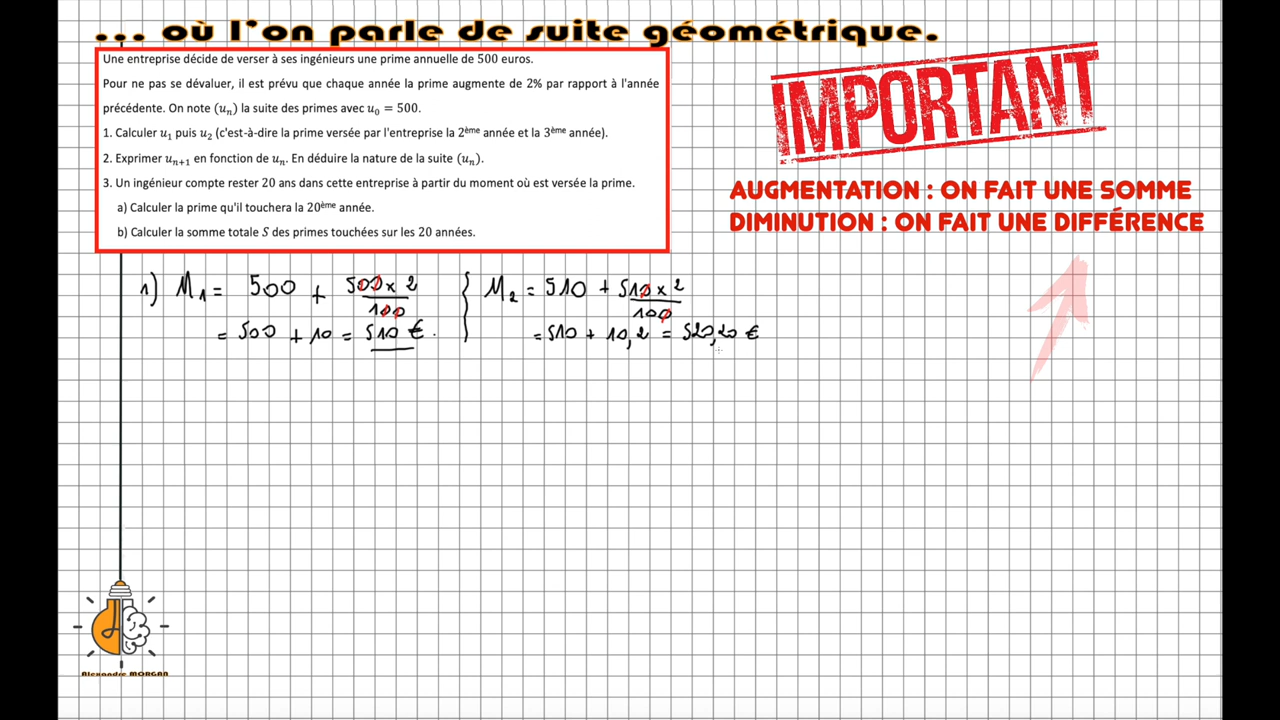 ... où l'on parle de suite géométrique.
Une entreprise décide de verser à ses ingénieurs une prime annuelle de 500 euros.
Pour ne pas se dévaluer, il est prévu que chaque année la prime augmente de 2% par rapport à l'année
précédente. On note (uₙ) la suite des primes avec u₀ = 500.
1. Calculer u₁ puis u₂ (c'est-à-dire la prime versée par l'entreprise la 2ème année et la 3ème année).
2. Exprimer uₙ₊₁ en fonction de uₙ. En déduire la nature de la suite (uₙ).
3. Un ingénieur compte rester 20 ans dans cette entreprise à partir du moment où est versée la prime.
a) Calculer la prime qu'il touchera la 20ème année.
b) Calculer la somme totale S des primes touchées sur les 20 années.
IMPORTANT
AUGMENTATION : ON FAIT UNE SOMME
DIMINUTION : ON FAIT UNE DIFFÉRENCE
1) u₁ = 500 + 500 x 2 / 100
= 500 + 10 = 510 €.
u₂ = 510 + 510 x 2 / 100
= 510 + 10,2 = 520,20 €
Alexandre MORGAN